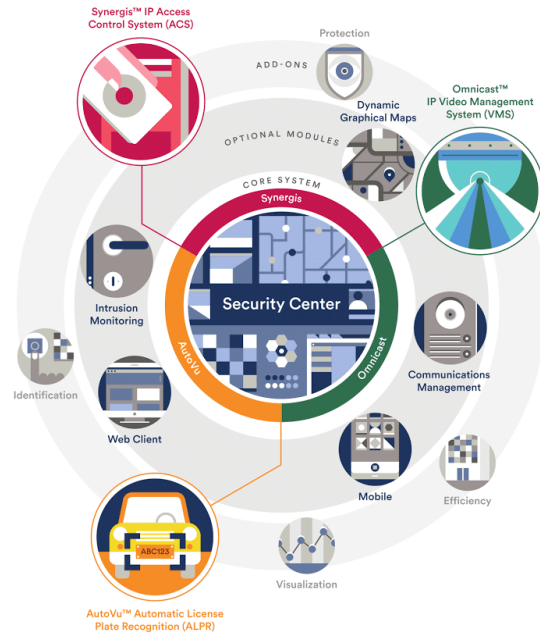 Synergis™ IP Access
Control System (ACS)
Protection
ADD-ONS
Omnicast™
IP Video Management
System (VMS)
Dynamic
Graphical Maps
OPTIONAL MODULES
CORE SYSTEM
Synergis
Security Center
Intrusion
Monitoring
AutoVu
Omnicast
Communications
Management
Identification
Web Client
Mobile
Efficiency
ABC123
Visualization
AutoVu™ Automatic License
Plate Recognition (ALPR)